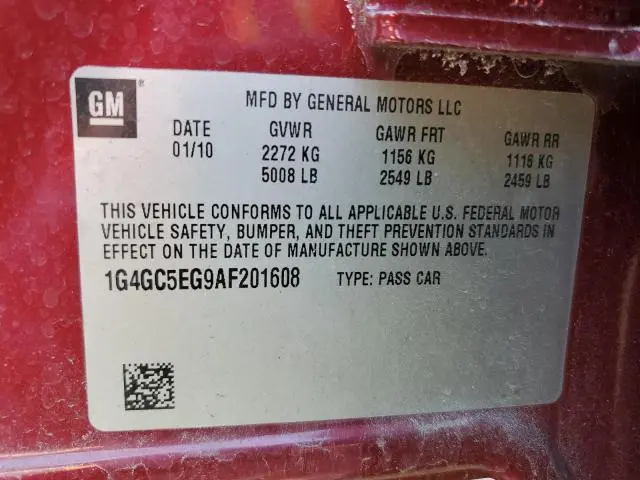 GM ® MFD BY GENERAL MOTORS LLC
DATE GVWR GAWR FRT GAWR RR
01/10 2272 KG 1156 KG 1116 KG
5008 LB 2549 LB 2459 LB
THIS VEHICLE CONFORMS TO ALL APPLICABLE U.S. FEDERAL MOTOR
VEHICLE SAFETY, BUMPER, AND THEFT PREVENTION STANDARDS IN
EFFECT ON THE DATE OF MANUFACTURE SHOWN ABOVE.
1G4GC5EG9AF201608 TYPE: PASS CAR